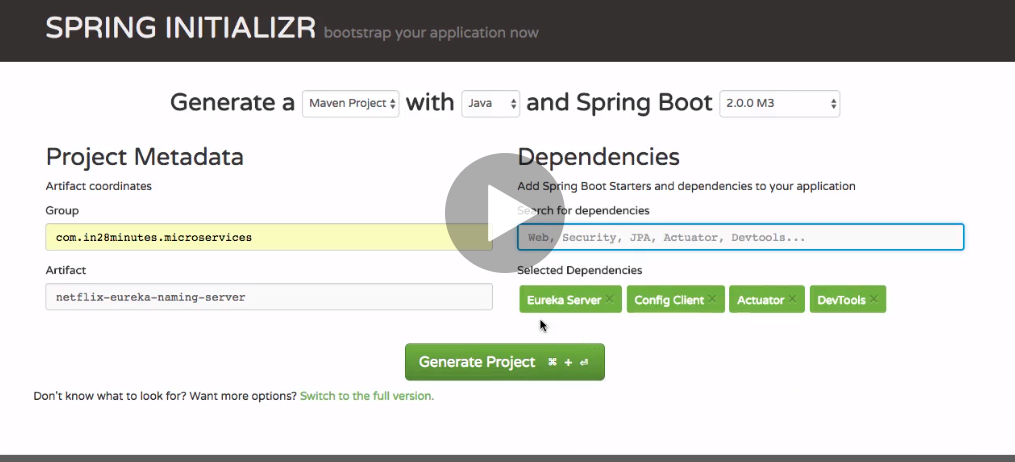 SPRING INITIALIZR bootstrap your application now
Generate a Maven Project with Java and Spring Boot 2.0.0 M3
Project Metadata
Artifact coordinates
Group
com.in28minutes.microservices
Artifact
netflix-eureka-naming-server
Dependencies
Add Spring Boot Starters and dependencies to your application
Search for dependencies
Web, Security, JPA, Actuator, Devtools...
Selected Dependencies
Eureka Server × Config Client × Actuator × DevTools ×
Generate Project ⌘ + ⏎
Don't know what to look for? Want more options? Switch to the full version.